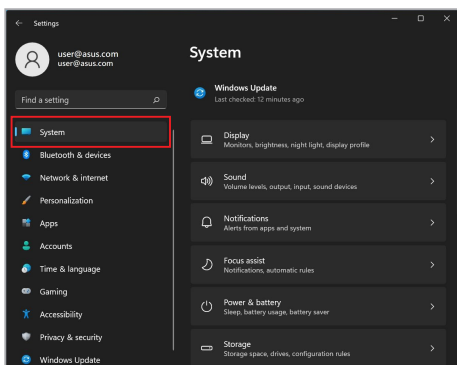 Settings
user@asus.com
user@asus.com
Find a setting
System
Bluetooth & devices
Network & internet
Personalization
Apps
Accounts
Time & language
Gaming
Accessibility
Privacy & security
Windows Update
System
Windows Update
Last checked: 12 minutes ago
Display
Monitors, brightness, night light, display profile
Sound
Volume levels, output, input, sound devices
Notifications
Alerts from apps and system
Focus assist
Notifications, automatic rules
Power & battery
Sleep, battery usage, battery saver
Storage
Storage space, drives, configuration rules